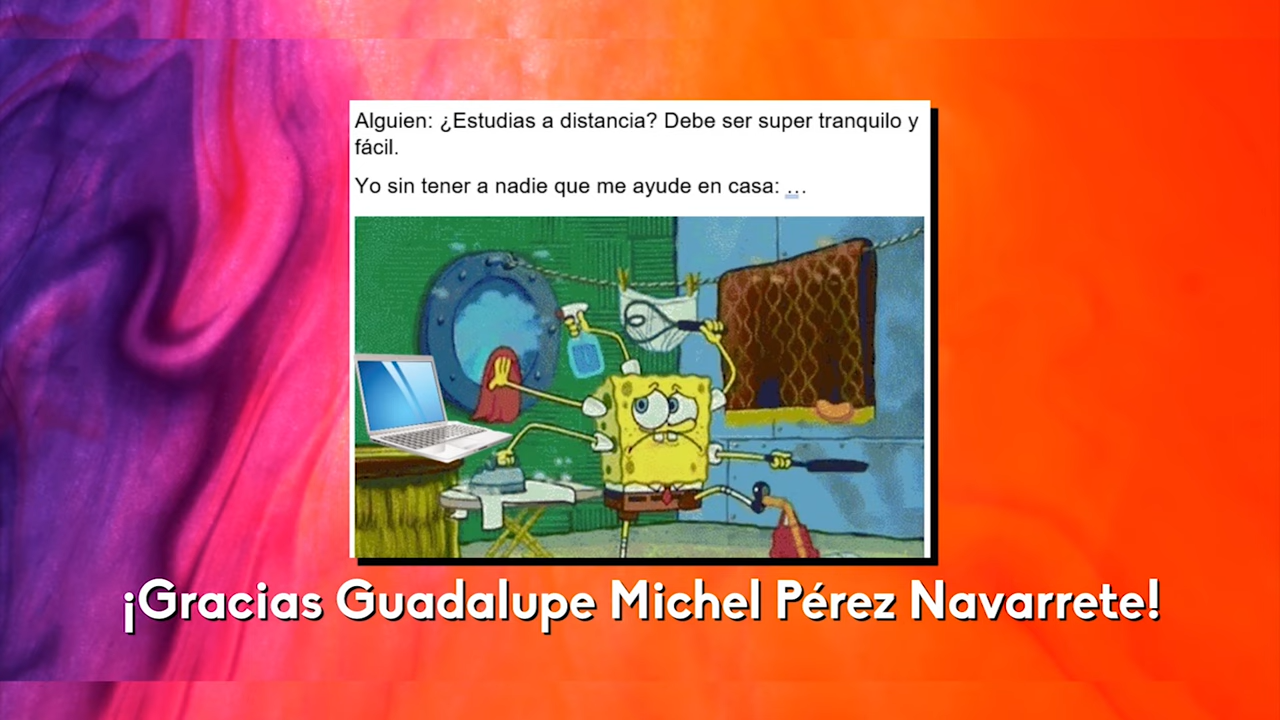 Alguien: ¿Estudias a distancia? Debe ser super tranquilo y
fácil.
Yo sin tener a nadie que me ayude en casa: …
¡Gracias Guadalupe Michel Pérez Navarrete!